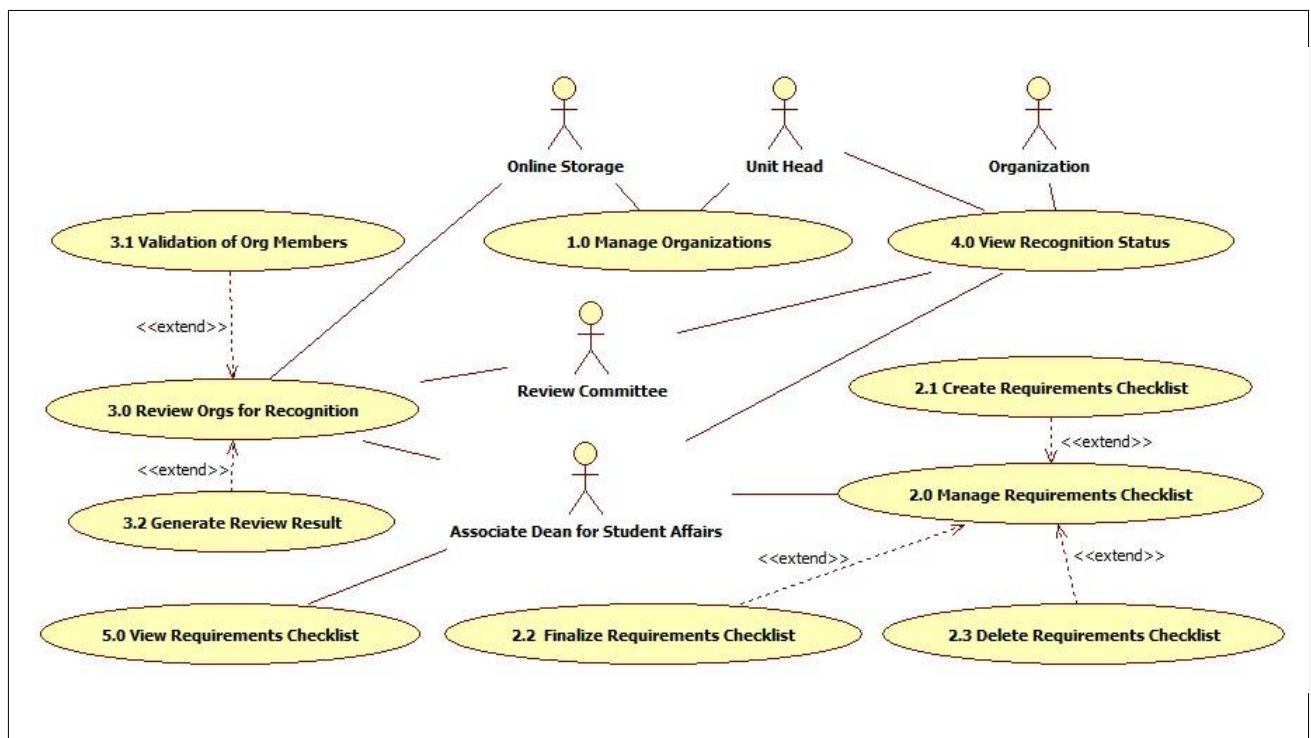 Online Storage
Unit Head
Organization
3.1 Validation of Org Members
1.0 Manage Organizations
4.0 View Recognition Status
<<extend>>
Review Committee
2.1 Create Requirements Checklist
3.0 Review Orgs for Recognition
<<extend>>
<<extend>>
2.0 Manage Requirements Checklist
3.2 Generate Review Result
Associate Dean for Student Affairs
<<extend>>
<<extend>>
5.0 View Requirements Checklist
2.2 Finalize Requirements Checklist
2.3 Delete Requirements Checklist